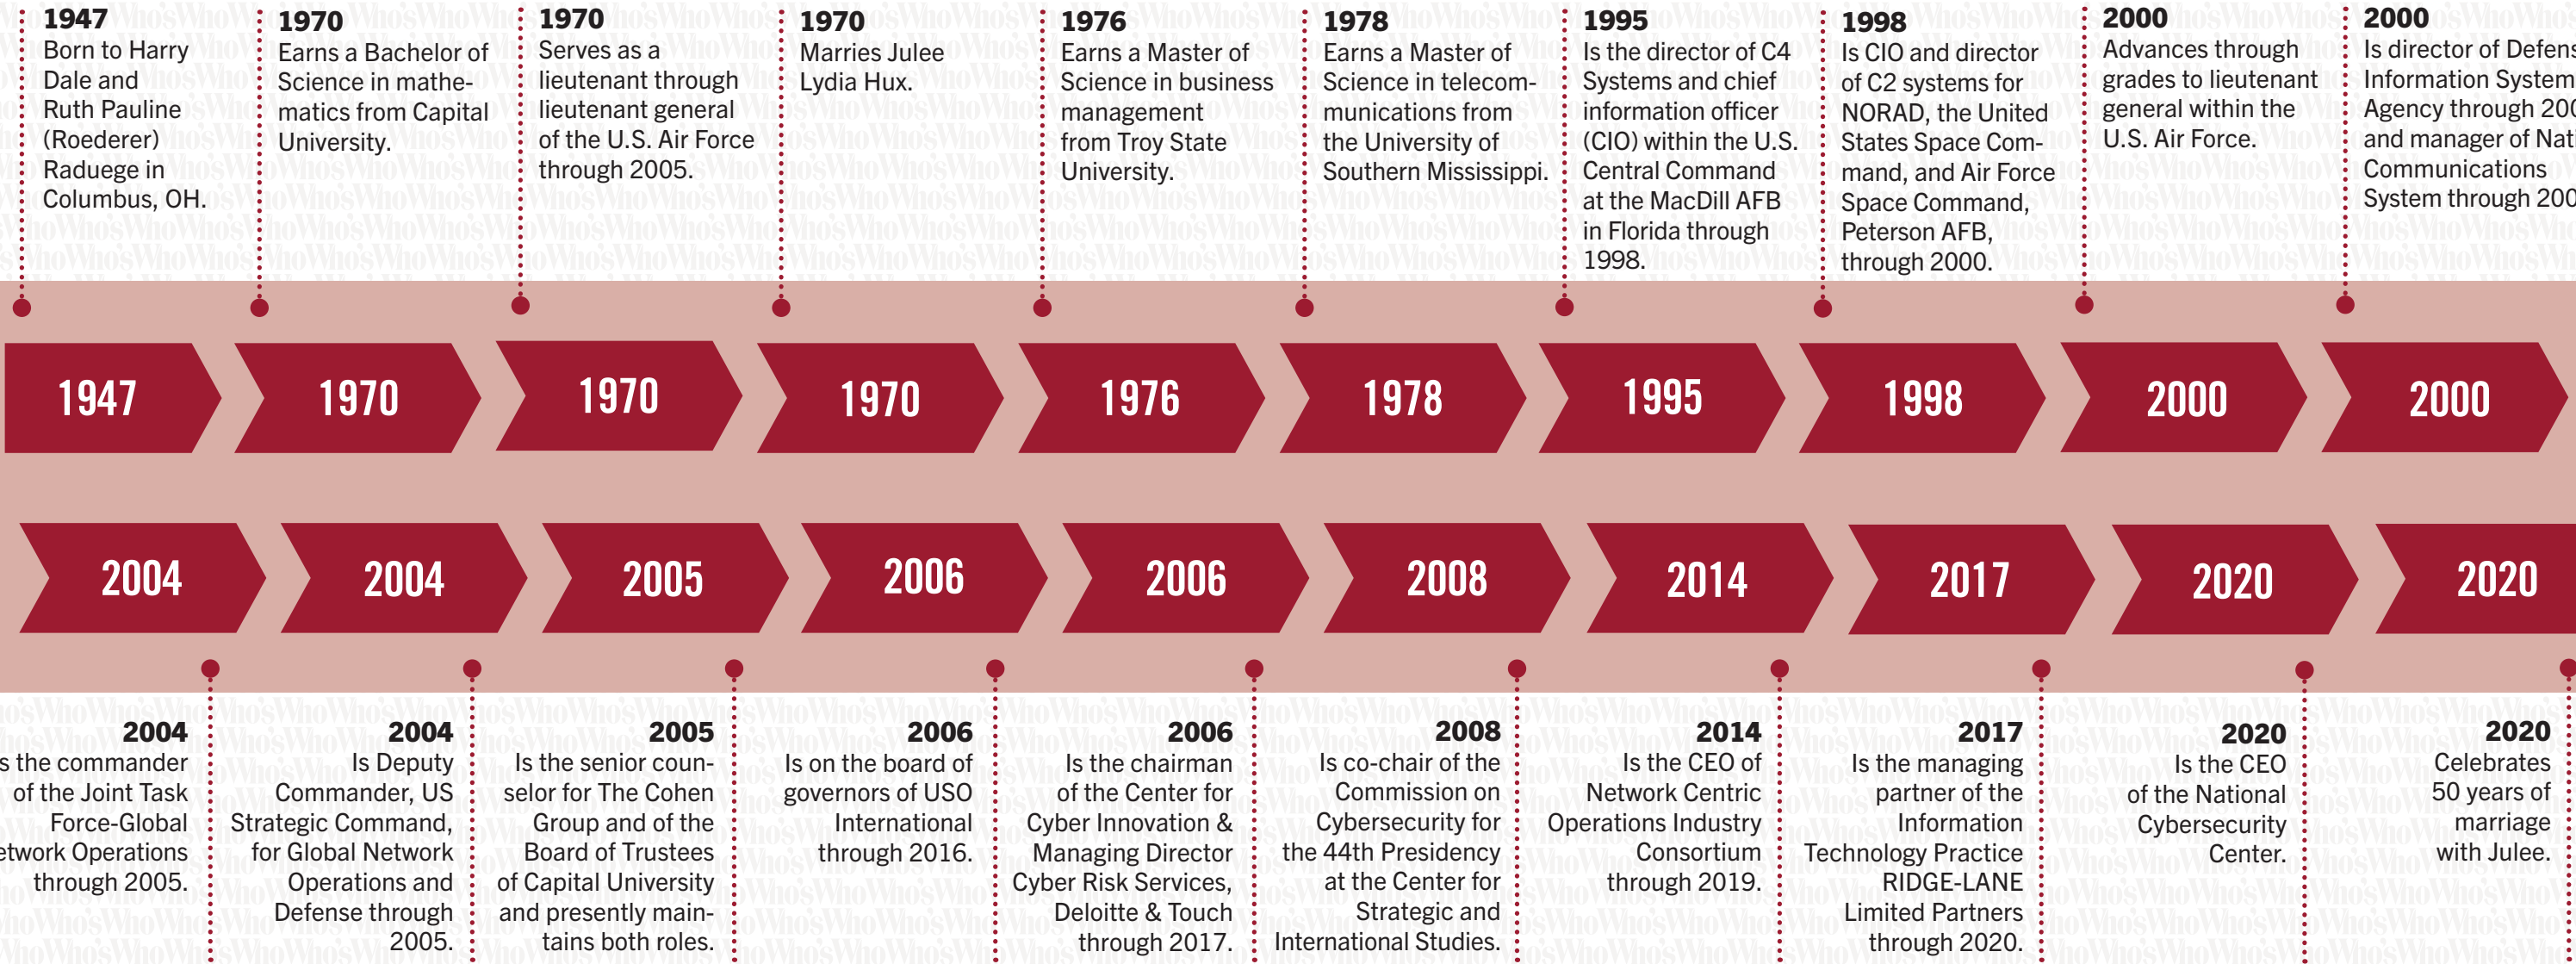 1947
Born to Harry
Dale and
Ruth Pauline
(Roederer)
Raduege in
Columbus, OH.
1970
Earns a Bachelor of
Science in mathe-
matics from Capital
University.
1970
Serves as a
lieutenant through
lieutenant general
of the U.S. Air Force
through 2005.
1970
Marries Julee
Lydia Hux.
1976
Earns a Master of
Science in business
management
from Troy State
University.
1978
Earns a Master of
Science in telecom-
munications from
the University of
Southern Mississippi.
1995
Is the director of C4
Systems and chief
information officer
(CIO) within the U.S.
Central Command
at the MacDill AFB
in Florida through
1998.
1998
Is CIO and director
of C2 systems for
NORAD, the United
States Space Com-
mand, and Air Force
Space Command,
Peterson AFB,
through 2000.
2000
Advances through
grades to lieutenant
general within the
U.S. Air Force.
2000
Is director of
Information
Agency through
and manager of
Communications
System through
1947
1970
1970
1970
1976
1978
1995
1998
2000
2000
2004
2004
2005
2006
2006
2008
2014
2017
2020
2020
2004
the commander
of the Joint Task
Force-Global
Operations
through 2005.
2004
Is Deputy
Commander, US
Strategic Command,
for Global Network
Operations and
Defense through
2005.
2005
Is the senior coun-
selor for The Cohen
Group and of the
Board of Trustees
of Capital University
and presently main-
tains both roles.
2006
Is on the board of
governors of USO
International
through 2016.
2006
Is the chairman
of the Center for
Cyber Innovation &
Managing Director
Cyber Risk Services,
Deloitte & Touch
through 2017.
2008
Is co-chair of the
Commission on
Cybersecurity for
the 44th Presidency
at the Center for
Strategic and
International Studies.
2014
Is the CEO of
Network Centric
Operations Industry
Consortium
through 2019.
2017
Is the managing
partner of the
Information
Technology Practice
RIDGE-LANE
Limited Partners
through 2020.
2020
Is the CEO
of the National
Cybersecurity
Center.
2020
Celebrates
50 years of
marriage
with Julee.